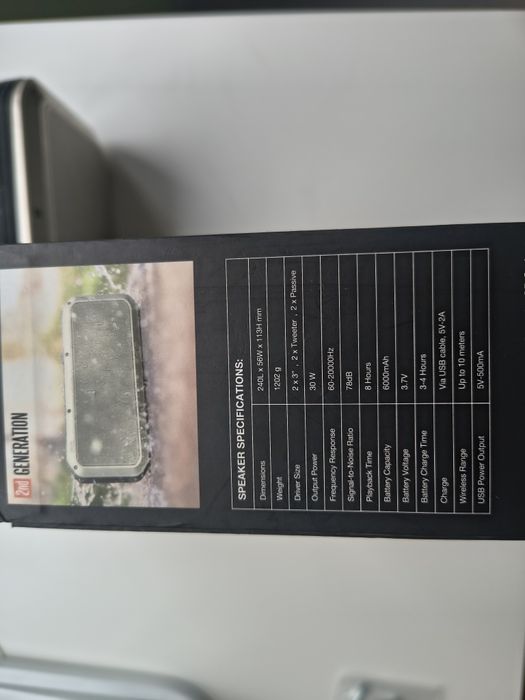 2nd GENERATION
SPEAKER SPECIFICATIONS:
Dimensions 240L x 56W x 113H mm
Weight 1202 g
Driver Size 2 x 3" , 2 x Tweeter , 2 x Passive
Output Power 30 W
Frequency Response 60-20000Hz
Signal-to-Noise Ratio 78dB
Playback Time 8 Hours
Battery Capacity 6000mAh
Battery Voltage 3.7V
Battery Charge Time 3-4 Hours
Charge Via USB cable, 5V-2A
Wireless Range Up to 10 meters
USB Power Output 5V-500mA